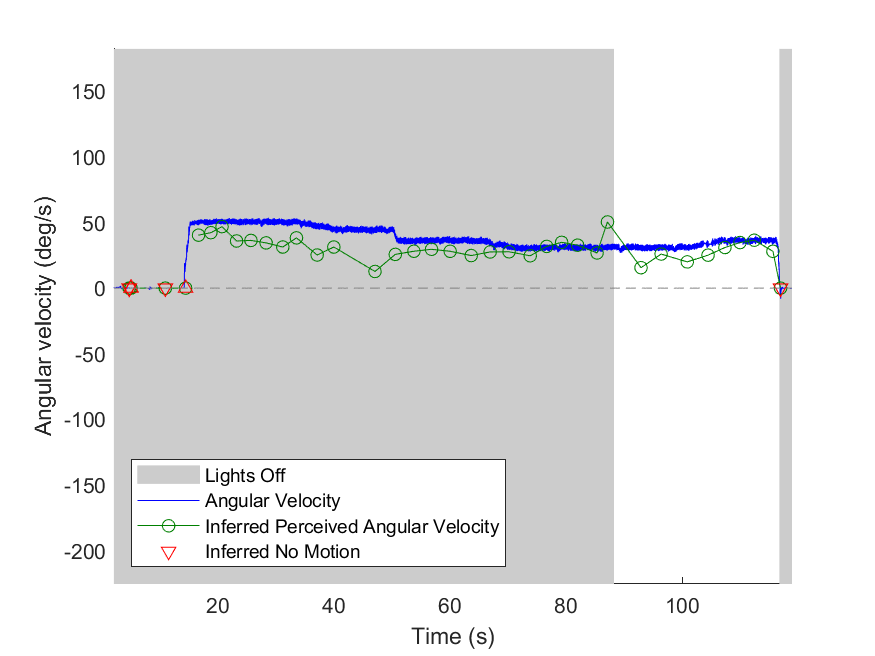 150
100
50
0
-50
-100
-150
-200
Angular velocity (deg/s)
Lights Off
Angular Velocity
Inferred Perceived Angular Velocity
Inferred No Motion
20 40 60 80 100
Time (s)